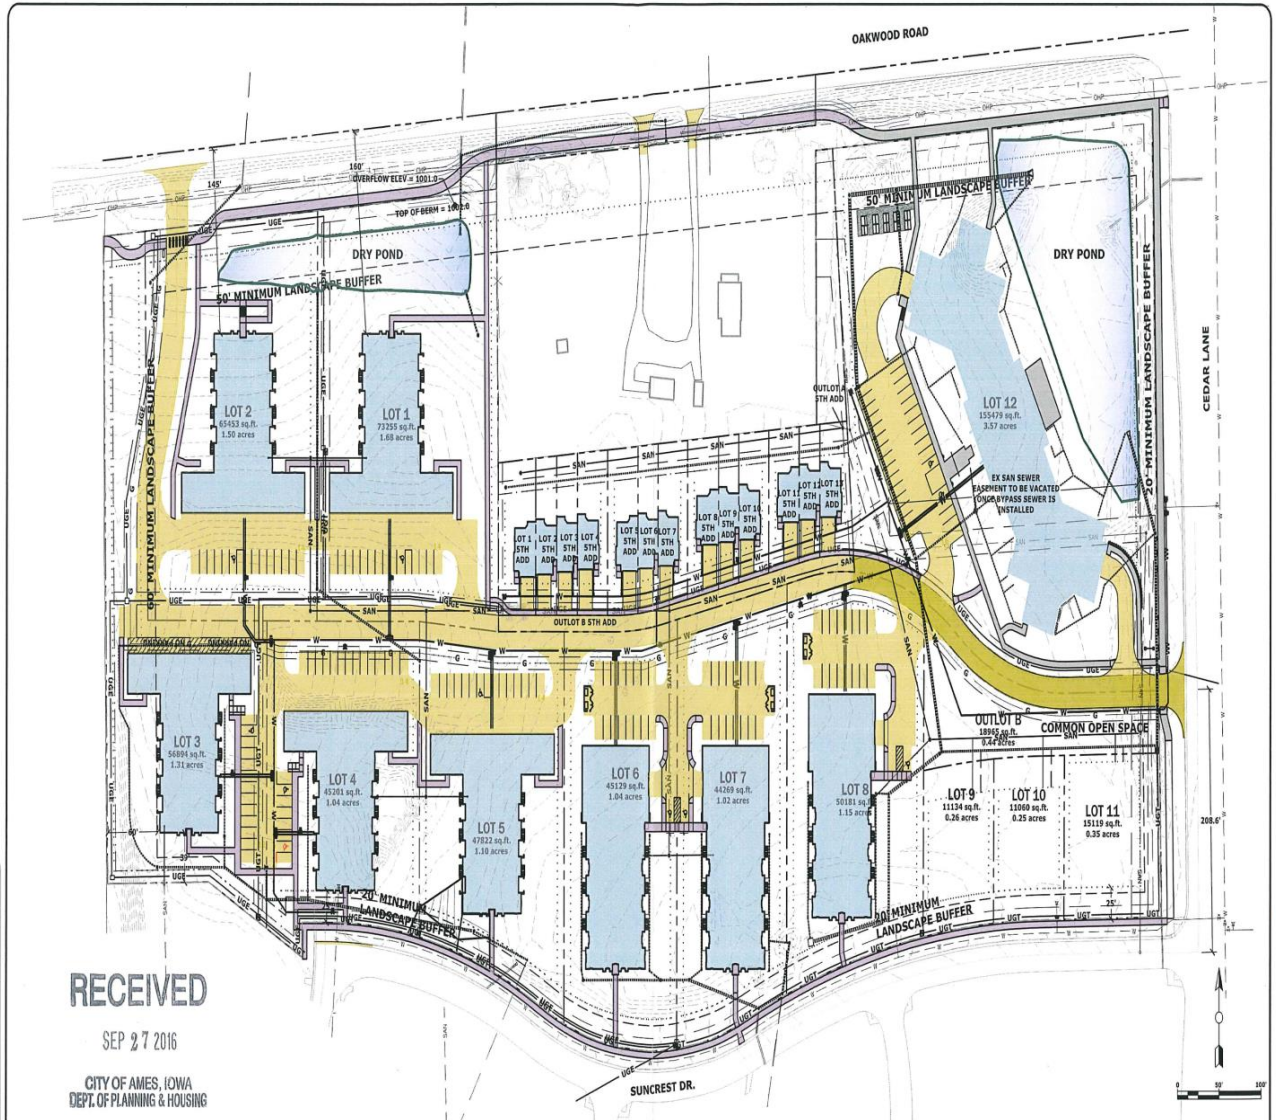 OAKWOOD ROAD
160'
145'
OVERFLOW ELEV = 1001.0
TOP OF BERM = 1002.0
DRY POND
50' MINIMUM LANDSCAPE BUFFER
50' MINIMUM LANDSCAPE BUFFER
DRY POND
60' MINIMUM LANDSCAPE BUFFER
20' MINIMUM LANDSCAPE BUFFER
CEDAR LANE
LOT 2
65453 sq.ft.
1.50 acres
LOT 1
73255 sq.ft.
1.68 acres
OUTLOT A
5TH ADD
LOT 12
155479 sq.ft.
3.57 acres
EX SAN SEWER
EASEMENT TO BE VACATED
ONCE BYPASS SEWER IS
INSTALLED
LOT 1
5TH
ADD
LOT 2
5TH
ADD
LOT 3
5TH
ADD
LOT 4
5TH
ADD
LOT 5
5TH
ADD
LOT 6
5TH
ADD
LOT 7
5TH
ADD
LOT 8
5TH
ADD
LOT 9
5TH
ADD
LOT 10
5TH
ADD
LOT 11
5TH
ADD
LOT 12
5TH
ADD
LOT 13
5TH
ADD
OUTLOT B 5TH ADD
LOT 3
56894 sq.ft.
1.31 acres
LOT 4
45201 sq.ft.
1.04 acres
LOT 5
47822 sq.ft.
1.10 acres
LOT 6
45129 sq.ft.
1.04 acres
LOT 7
44269 sq.ft.
1.02 acres
LOT 8
50181 sq.ft.
1.15 acres
OUTLOT B
18965 sq.ft.
0.44 acres
COMMON OPEN SPACE
LOT 9
11134 sq.ft.
0.26 acres
LOT 10
11060 sq.ft.
0.25 acres
LOT 11
15119 sq.ft.
0.35 acres
208.6'
25'
20' MINIMUM
LANDSCAPE BUFFER
20' MINIMUM
LANDSCAPE BUFFER
SUNCREST DR.
RECEIVED
SEP 27 2016
CITY OF AMES, IOWA
DEPT. OF PLANNING & HOUSING
0 50' 100'